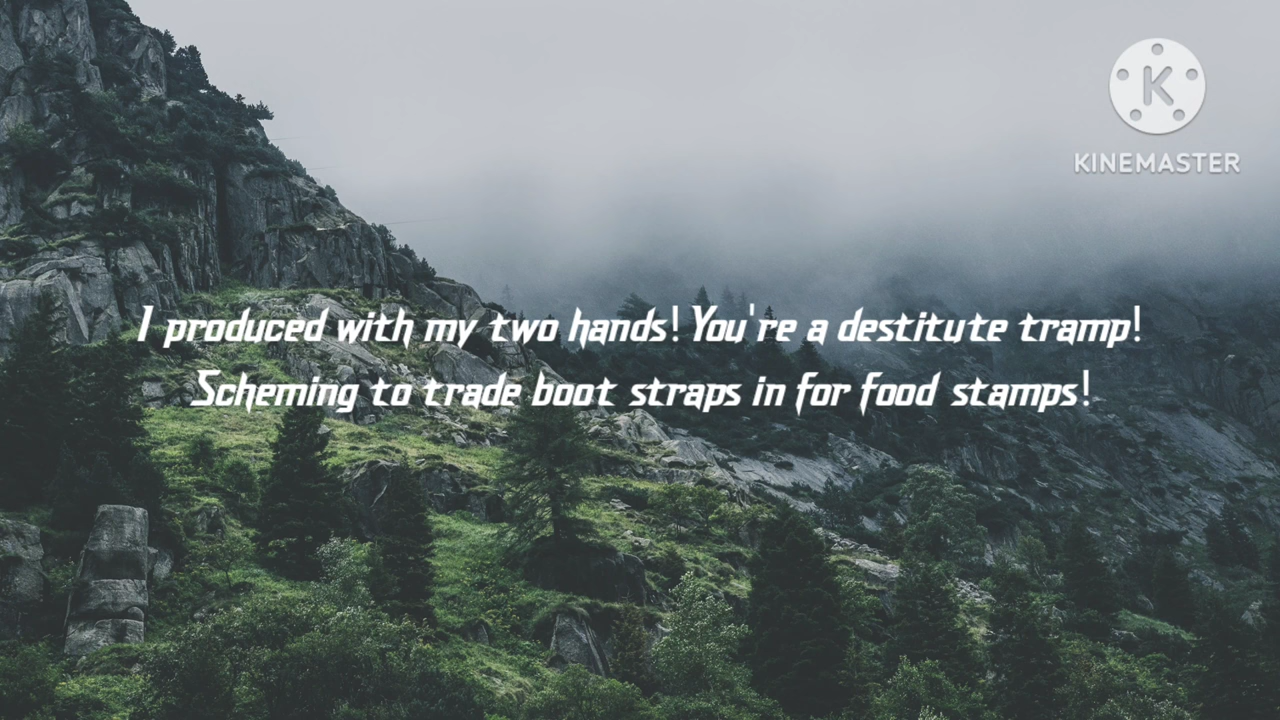 KINEMASTER
I produced with my two hands! You're a destitute tramp!
Scheming to trade boot straps in for food stamps!